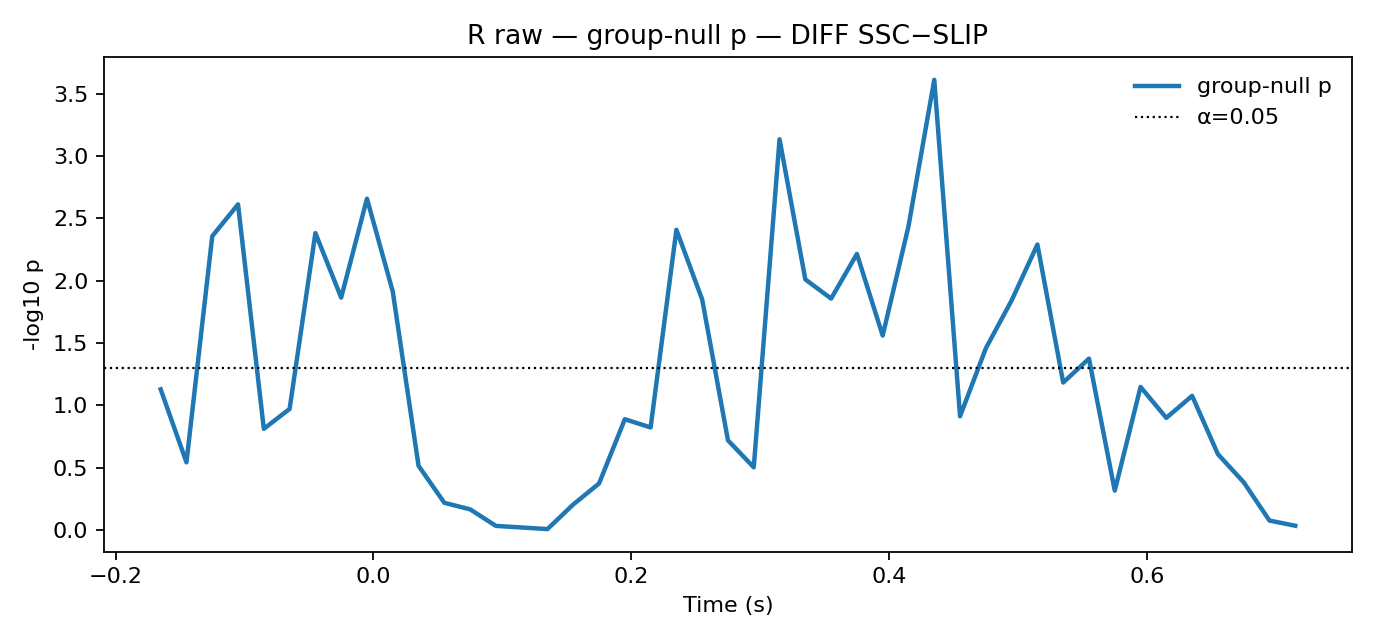 R raw — group-null p — DIFF SSC−SLIP
group-null p
α=0.05
-log10 p
3.5
3.0
2.5
2.0
1.5
1.0
0.5
0.0
−0.2
0.0
0.2
0.4
0.6
Time (s)